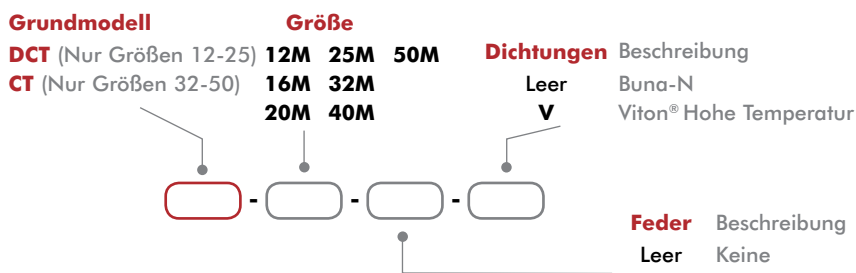 Grundmodell Größe
DCT (Nur Größen 12-25) 12M 25M 50M Dichtungen Beschreibung
CT (Nur Größen 32-50) 16M 32M Leer Buna-N
20M 40M V Viton® Hohe Temperatur
- - -
Feder Beschreibung
Leer Keine